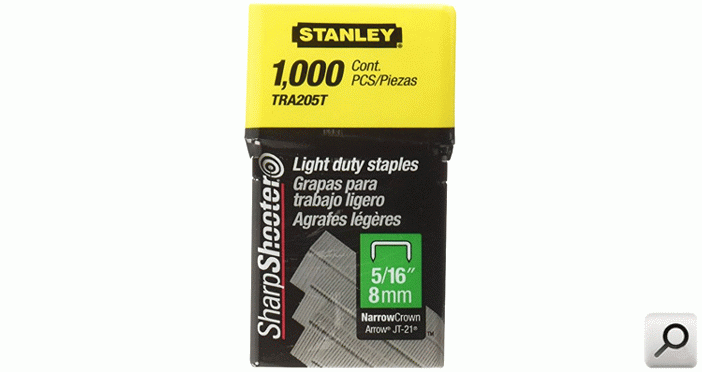 STANLEY
1,000 Cont.
PCS/Piezas
TRA205T
SharpShooter
Light duty staples
Grapas para
trabajo ligero
Agrafes légères
5/16"
8mm
NarrowCrown
Arrow® JT-21®
™